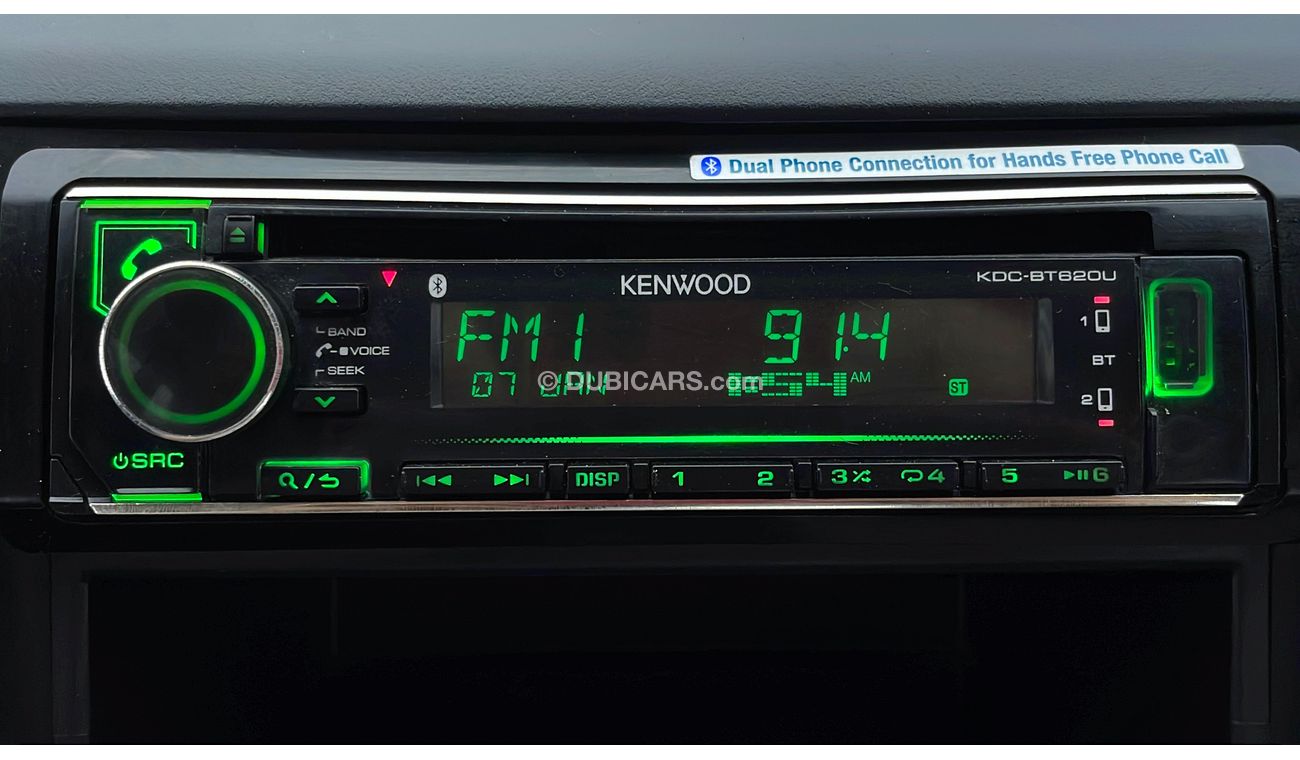 Dual Phone Connection for Hands Free Phone Call
KENWOOD
KDC-BT620U
FM1 91.4
BAND
VOICE
SEEK
1
BT
2
07 JAN
AM
ST
© DUBICARS.com
SRC
DISP
1 2
3 4
5 6